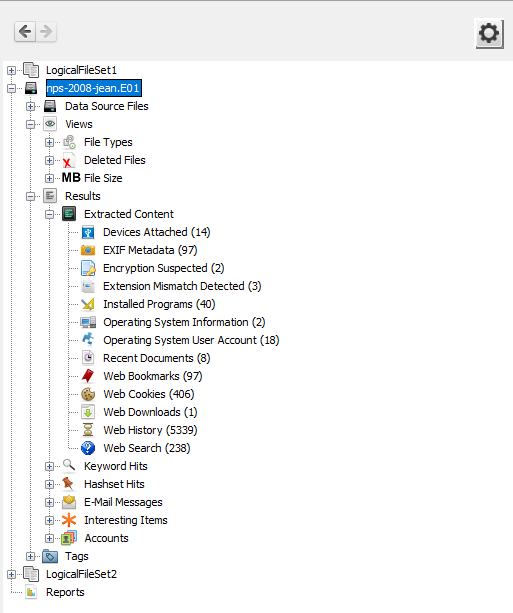 LogicalFileSet1
nps-2008-jean.E01
Data Source Files
Views
File Types
Deleted Files
MB File Size
Results
Extracted Content
Devices Attached (14)
EXIF Metadata (97)
Encryption Suspected (2)
Extension Mismatch Detected (3)
Installed Programs (40)
Operating System Information (2)
Operating System User Account (18)
Recent Documents (8)
Web Bookmarks (97)
Web Cookies (406)
Web Downloads (1)
Web History (5339)
Web Search (238)
Keyword Hits
Hashset Hits
E-Mail Messages
Interesting Items
Accounts
Tags
LogicalFileSet2
Reports